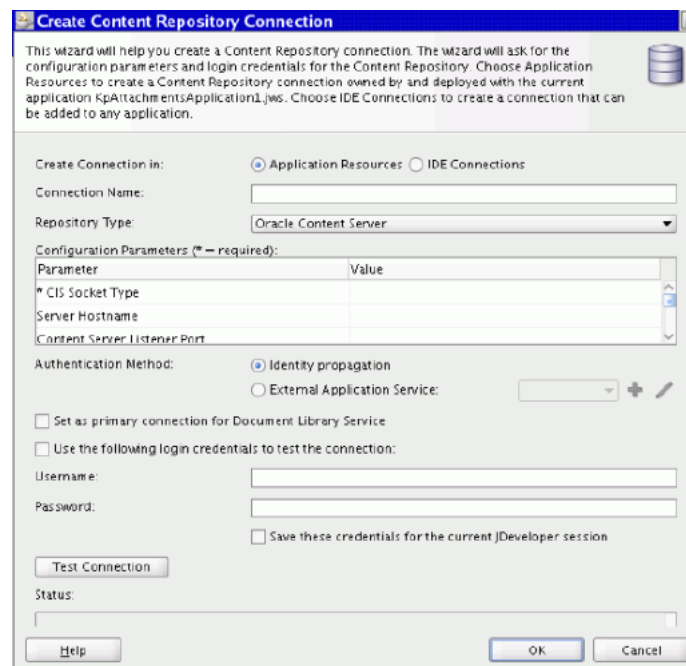 Create Content Repository Connection
This wizard will help you create a Content Repository connection. The wizard will ask for the
configuration parameters and login credentials for the Content Repository. Choose Application
Resources to create a Content Repository connection owned by and deployed with the current
application KpAttachmentsApplication1.jws. Choose IDE Connections to create a connection that can
be added to any application.
Create Connection in: Application Resources IDE Connections
Connection Name:
Repository Type: Oracle Content Server
Configuration Parameters (* – required):
Parameter Value
* CIS Socket Type
Server Hostname
Content Server Listener Port
Authentication Method: Identity propagation
External Application Service:
Set as primary connection for Document Library Service
Use the following login credentials to test the connection:
Username:
Password:
Save these credentials for the current JDeveloper session
Test Connection
Status:
Help OK Cancel